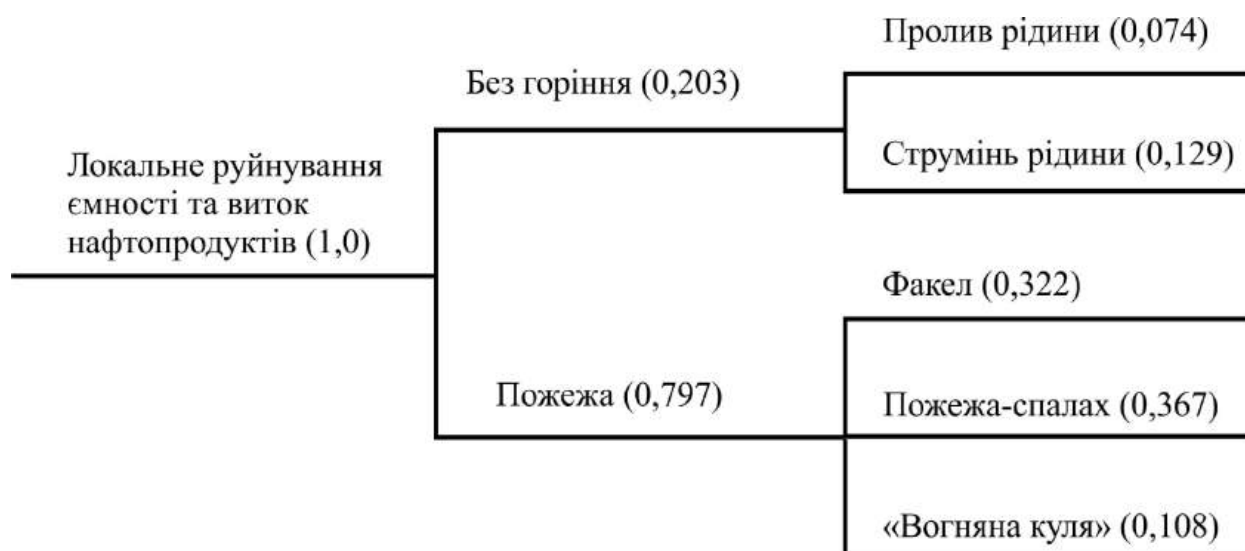 Пролив рідини (0,074)
Без горіння (0,203)
Струмінь рідини (0,129)
Локальне руйнування
ємності та виток
нафтопродуктів (1,0)
Факел (0,322)
Пожежа (0,797)
Пожежа-спалах (0,367)
«Вогняна куля» (0,108)